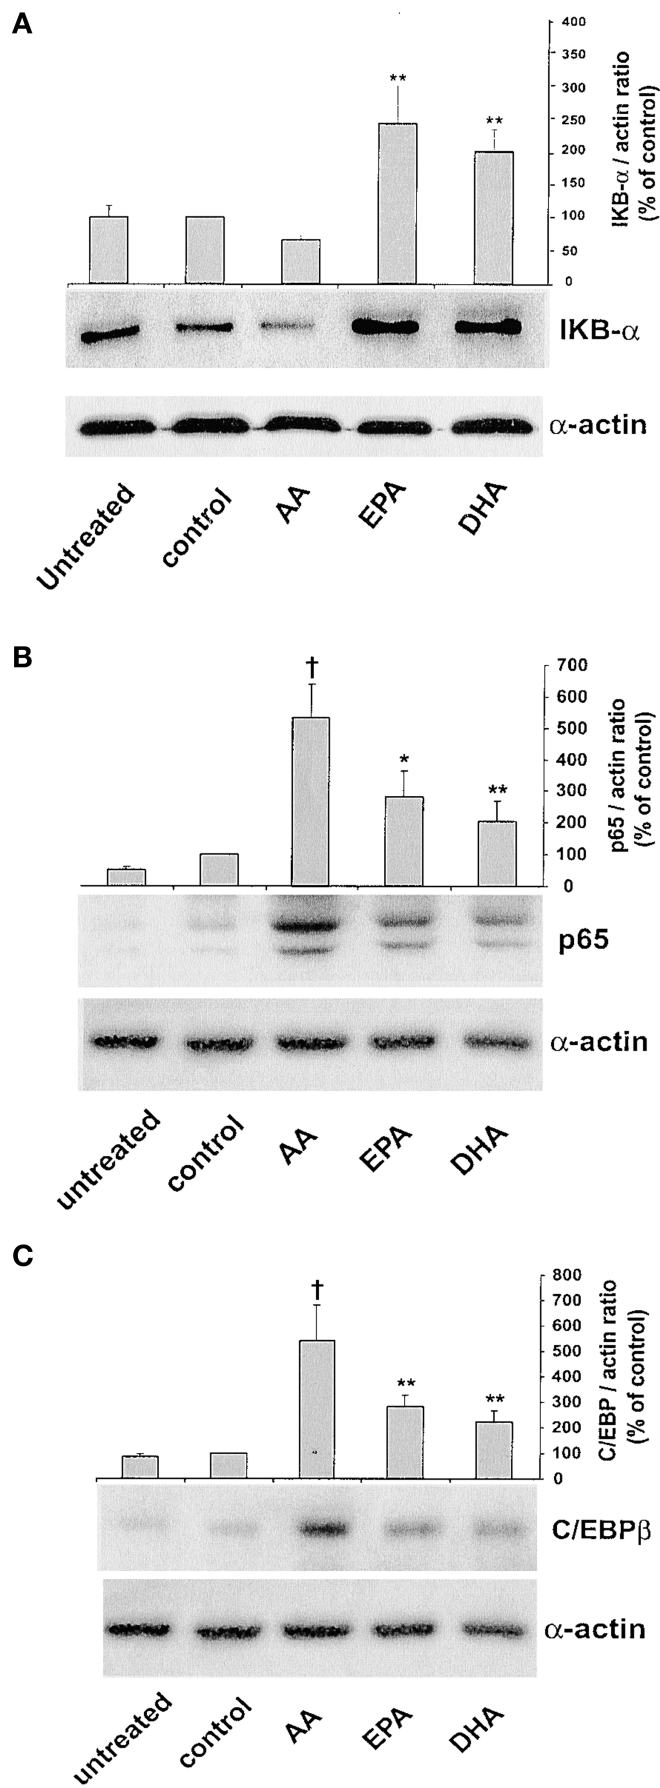 A
400
350
300
250
200
150
100
50
0
IKB-α / actin ratio
(% of control)
**
**
IKB-α
α-actin
Untreated
control
AA
EPA
DHA
B
700
600
500
400
300
200
100
0
p65 / actin ratio
(% of control)
†
*
**
p65
α-actin
untreated
control
AA
EPA
DHA
C
800
700
600
500
400
300
200
100
0
C/EBP / actin ratio
(% of control)
†
**
**
C/EBPβ
α-actin
untreated
control
AA
EPA
DHA